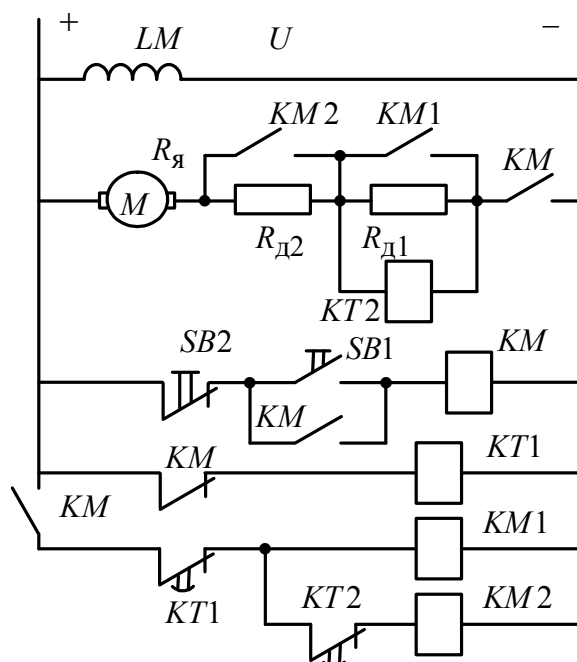 + –
LM U
KM2 KM1
Rя KM
M
Rд2 Rд1
KT2
SB2 SB1 KM
KM
KM KT1
KM KM1
KT1 KT2 KM2